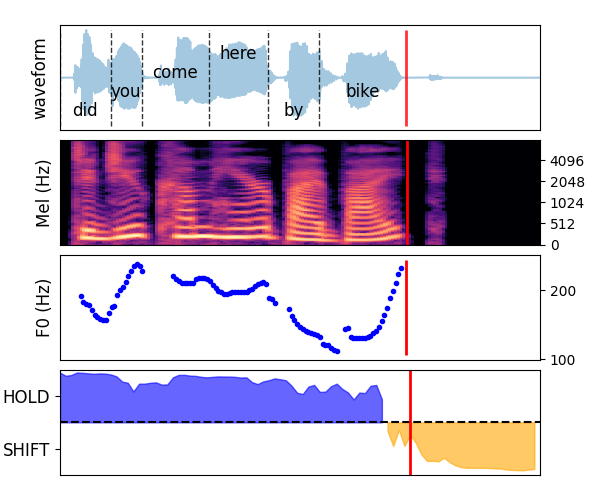 waveform
did
you
come
here
by
bike
Mel (Hz)
4096
2048
1024
512
0
F0 (Hz)
200
100
HOLD
SHIFT